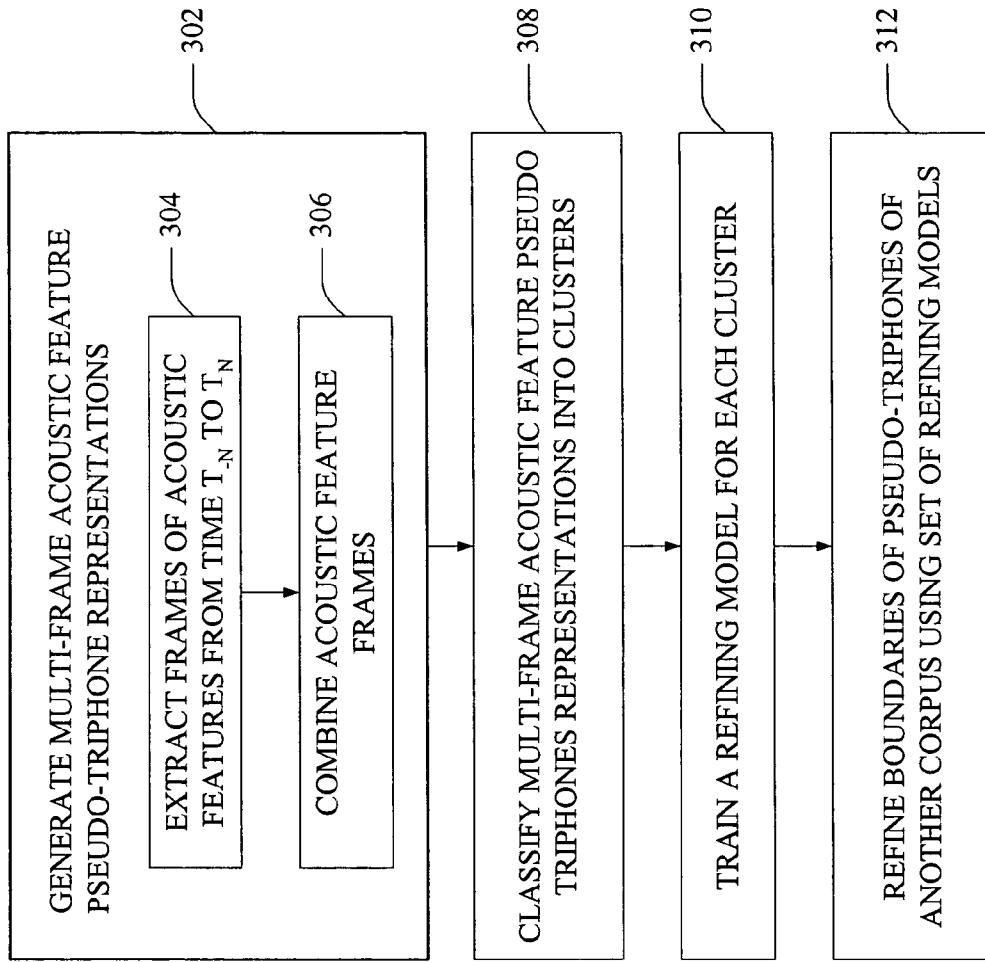 302
GENERATE MULTI-FRAME ACOUSTIC FEATURE
PSEUDO-TRIPHONE REPRESENTATIONS
304
EXTRACT FRAMES OF ACOUSTIC
FEATURES FROM TIME T-N TO TN
306
COMBINE ACOUSTIC FEATURE
FRAMES
308
CLASSIFY MULTI-FRAME ACOUSTIC FEATURE PSEUDO
TRIPHONES REPRESENTATIONS INTO CLUSTERS
310
TRAIN A REFINING MODEL FOR EACH CLUSTER
312
REFINE BOUNDARIES OF PSEUDO-TRIPHONES OF
ANOTHER CORPUS USING SET OF REFINING MODELS